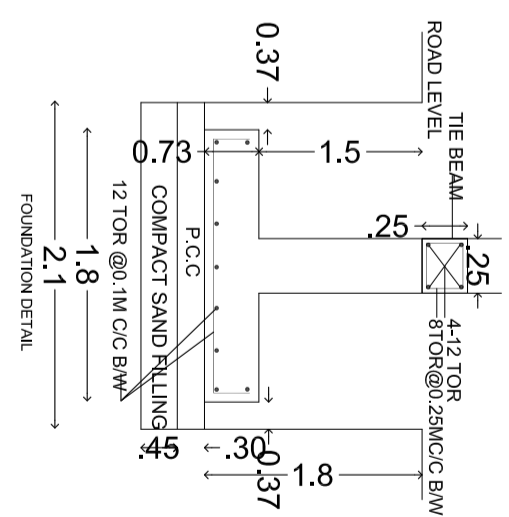 ROAD LEVEL
TIE BEAM
.25
.25
4-12 TOR
8TOR@0.25MC/C B/W
0.37
1.5
1.8
0.73
.30
0.37
P.C.C
COMPACT SAND FILLING
.45
12 TOR @0.1M C/C B/W
1.8
2.1
FOUNDATION DETAIL